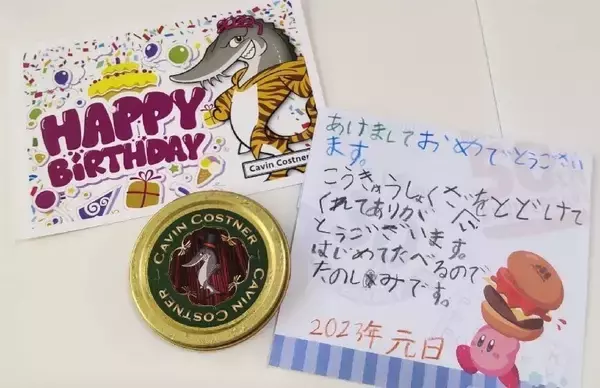 HAPPY
BIRTHDAY
Cavin Costner
CAVIN COSTNER
CAVIN COSTNER
あけましておめでとうござい
ます。
こうきゅうしょくざいをとどけて
くれてありが
とうございます。
はじめてたべるので
たのしみです。
2023年 元日